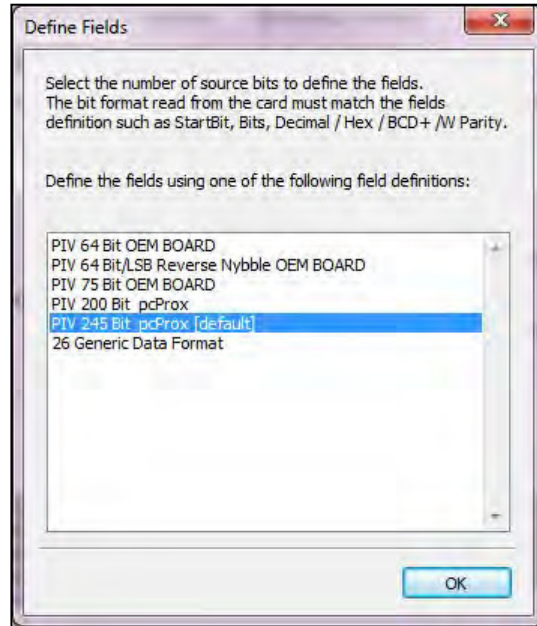 Define Fields
Select the number of source bits to define the fields.
The bit format read from the card must match the fields
definition such as StartBit, Bits, Decimal / Hex / BCD+ /W Parity.
Define the fields using one of the following field definitions:
PIV 64 Bit OEM BOARD
PIV 64 Bit/LSB Reverse Nybble OEM BOARD
PIV 75 Bit OEM BOARD
PIV 200 Bit pcProx
PIV 245 Bit pcProx [default]
26 Generic Data Format
OK